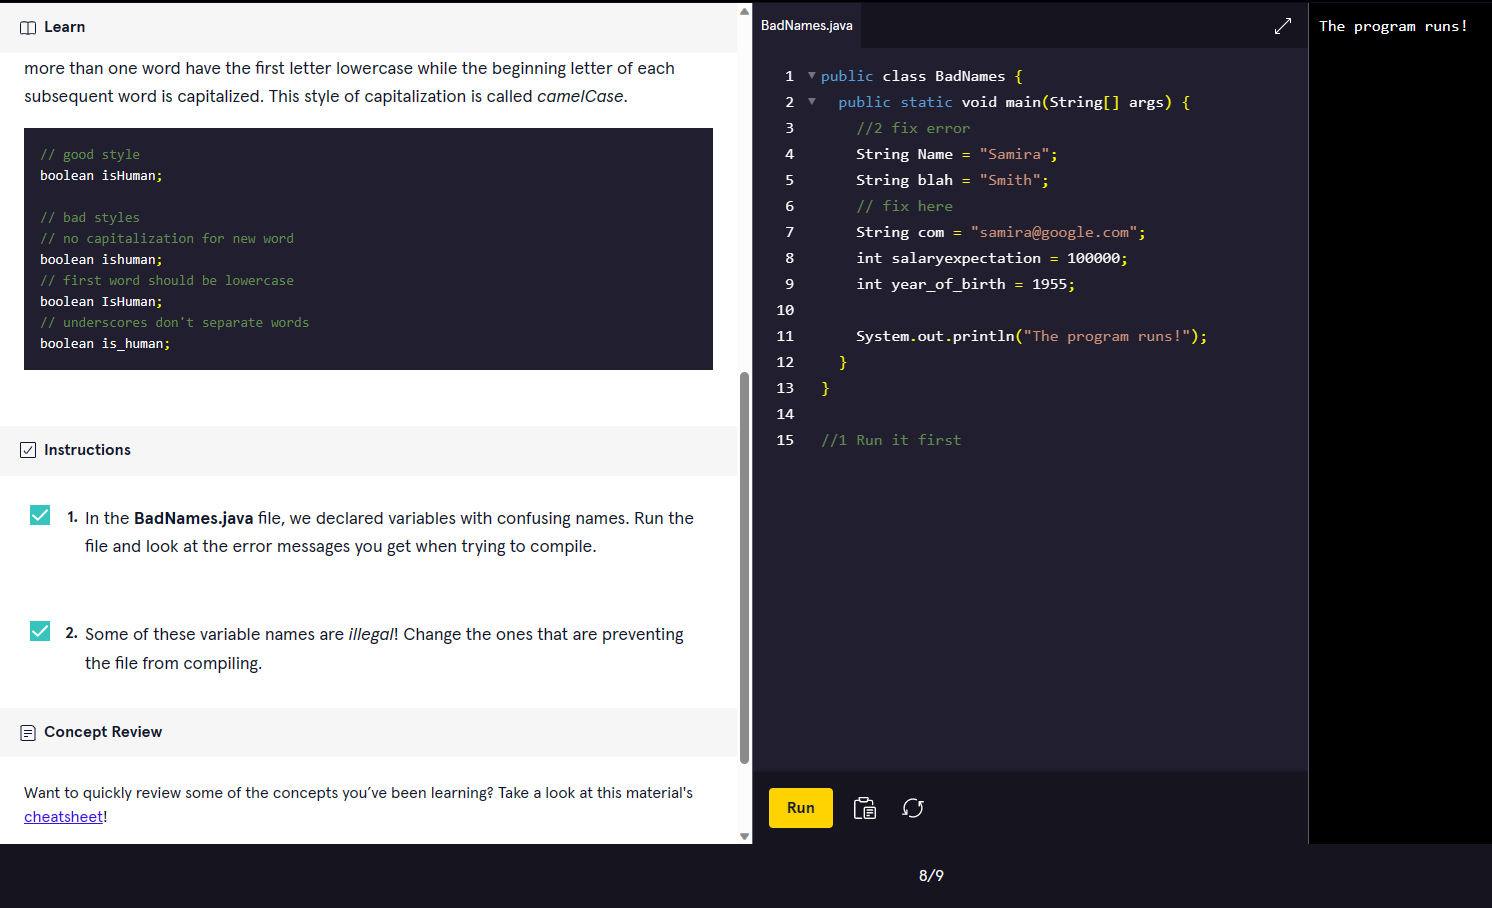 Learn
more than one word have the first letter lowercase while the beginning letter of each
subsequent word is capitalized. This style of capitalization is called camelCase.
// good style
boolean isHuman;
// bad styles
// no capitalization for new word
boolean ishuman;
// first word should be lowercase
boolean IsHuman;
// underscores don't separate words
boolean is_human;
Instructions
1. In the BadNames.java file, we declared variables with confusing names. Run the
file and look at the error messages you get when trying to compile.
2. Some of these variable names are illegal! Change the ones that are preventing
the file from compiling.
Concept Review
Want to quickly review some of the concepts you've been learning? Take a look at this material's
cheatsheet!
BadNames.java
1 public class BadNames {
2 public static void main(String[] args) {
3 //2 fix error
4 String Name = "Samira";
5 String blah = "Smith";
6 // fix here
7 String com = "samira@google.com";
8 int salaryexpectation = 100000;
9 int year_of_birth = 1955;
10
11 System.out.println("The program runs!");
12 }
13 }
14
15 //1 Run it first
Run
The program runs!
8/9